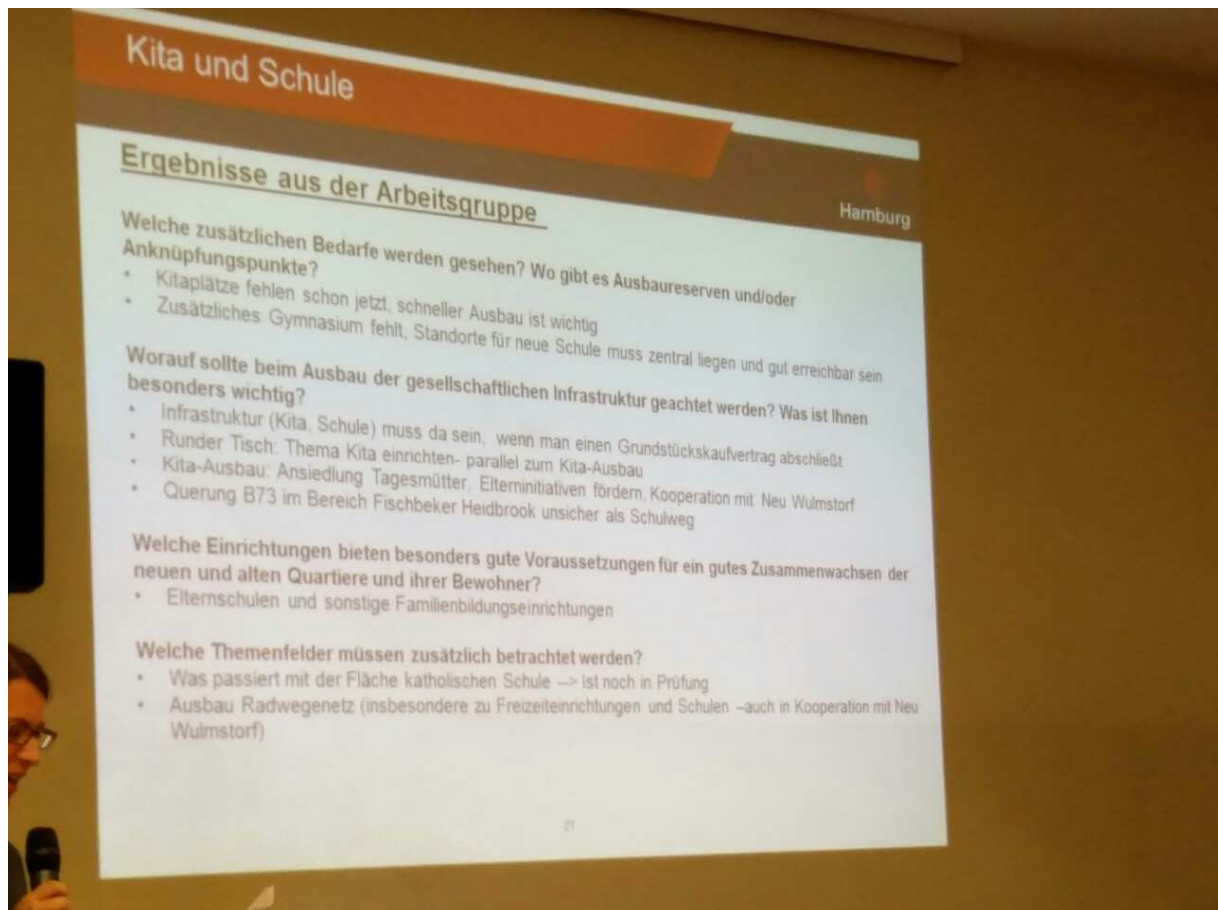 Kita und Schule
Hamburg
Ergebnisse aus der Arbeitsgruppe
Welche zusätzlichen Bedarfe werden gesehen? Wo gibt es Ausbaureserven und/oder
Anknüpfungspunkte?
• Kitaplätze fehlen schon jetzt, schneller Ausbau ist wichtig
• Zusätzliches Gymnasium fehlt, Standorte für neue Schule muss zentral liegen und gut erreichbar sein
Worauf sollte beim Ausbau der gesellschaftlichen Infrastruktur geachtet werden? Was ist Ihnen
besonders wichtig?
• Infrastruktur (Kita, Schule) muss da sein, wenn man einen Grundstückskaufvertrag abschließt
• Runder Tisch: Thema Kita einrichten- parallel zum Kita-Ausbau
• Kita-Ausbau: Ansiedlung Tagesmütter, Elterninitiativen fördern, Kooperation mit Neu Wulmstorf
• Querung B73 im Bereich Fischbeker Heidbrook unsicher als Schulweg
Welche Einrichtungen bieten besonders gute Voraussetzungen für ein gutes Zusammenwachsen der
neuen und alten Quartiere und ihrer Bewohner?
• Elternschulen und sonstige Familienbildungseinrichtungen
Welche Themenfelder müssen zusätzlich betrachtet werden?
• Was passiert mit der Fläche katholischen Schule –> Ist noch in Prüfung
• Ausbau Radwegenetz (insbesondere zu Freizeiteinrichtungen und Schulen –auch in Kooperation mit Neu
Wulmstorf)
21